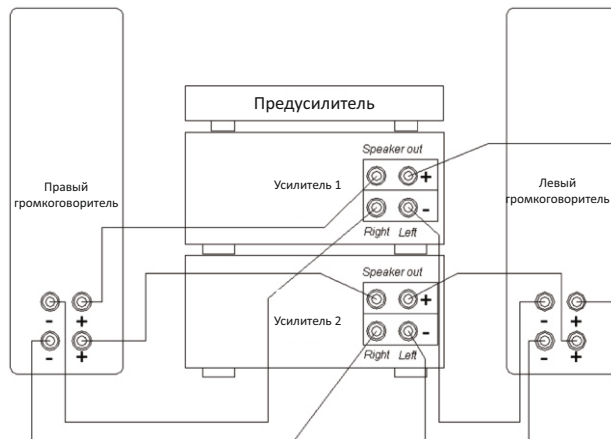 Предусилитель
Speaker out
+
-
Right Left
Усилитель 1
Правый
громкоговоритель
Левый
громкоговоритель
Speaker out
+
-
Right Left
Усилитель 2
- +
- +
- +
- +